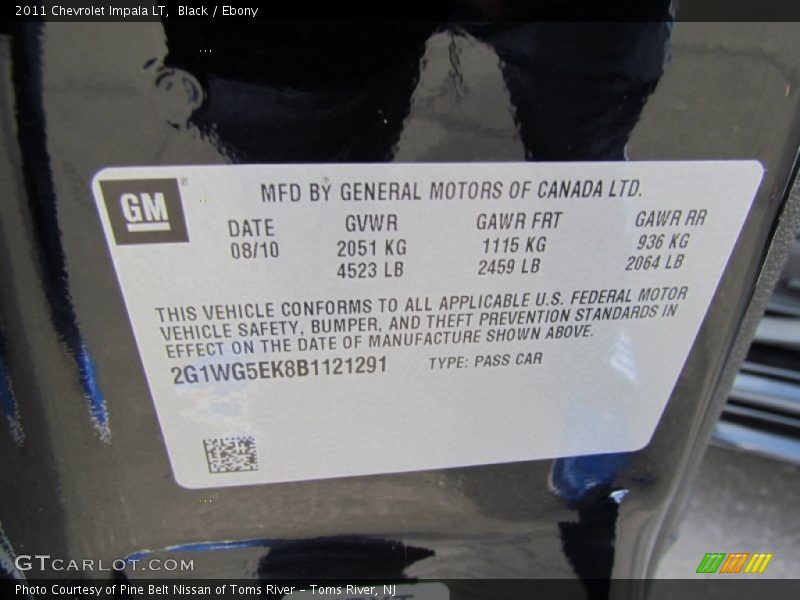 2011 Chevrolet Impala LT, Black / Ebony
GM
MFD BY GENERAL MOTORS OF CANADA LTD.
DATE GVWR GAWR FRT GAWR RR
08/10 2051 KG 1115 KG 936 KG
4523 LB 2459 LB 2064 LB
THIS VEHICLE CONFORMS TO ALL APPLICABLE U.S. FEDERAL MOTOR
VEHICLE SAFETY, BUMPER, AND THEFT PREVENTION STANDARDS IN
EFFECT ON THE DATE OF MANUFACTURE SHOWN ABOVE.
2G1WG5EK8B1121291 TYPE: PASS CAR
GTCARLOT.COM
Photo Courtesy of Pine Belt Nissan of Toms River - Toms River, NJ